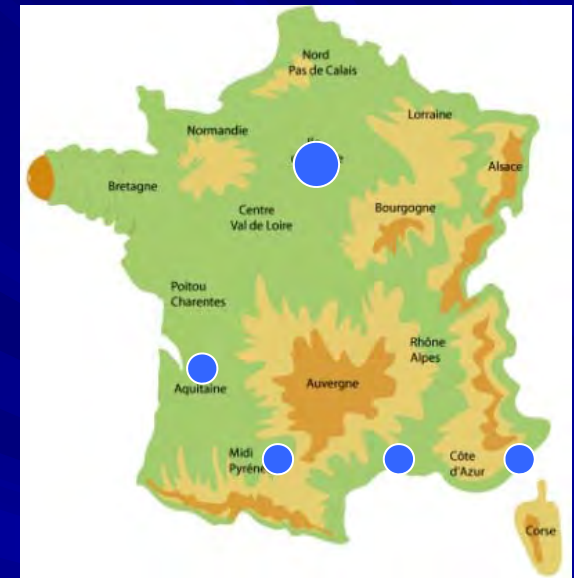 Nord
Pas de Calais
Lorraine
Normandie
Alsace
Bretagne
Bourgogne
Centre
Val de Loire
Poitou
Charentes
Rhône
Alpes
Auvergne
Aquitaine
Midi
Pyréne
Côte
d'Azur
Corse